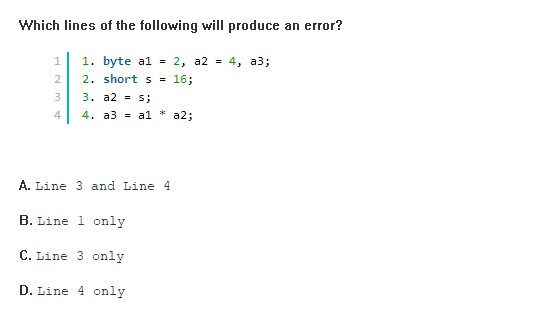 Which lines of the following will produce an error?
1 1. byte a1 = 2, a2 = 4, a3;
2 2. short s = 16;
3 3. a2 = s;
4 4. a3 = a1 * a2;
A. Line 3 and Line 4
B. Line 1 only
C. Line 3 only
D. Line 4 only